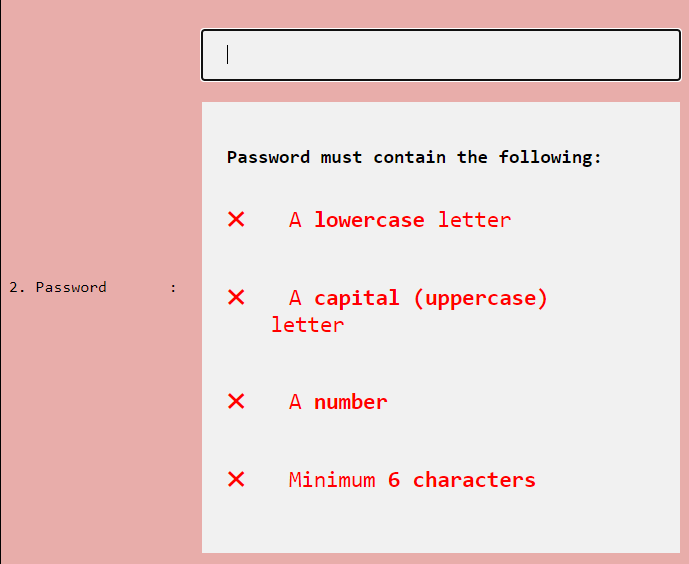 Password must contain the following:
✕ A lowercase letter
2. Password :
✕ A capital (uppercase)
letter
✕ A number
✕ Minimum 6 characters